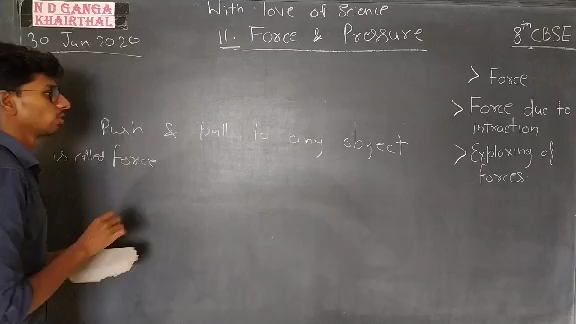 With love of Science
N D GANGA
KHAIRTHAL
30 Jan 2020
11. Force & Pressure
8th CBSE
> Force
> Force due to
intraction
> Exploring of
forces
Push & pull to any object
is called Force